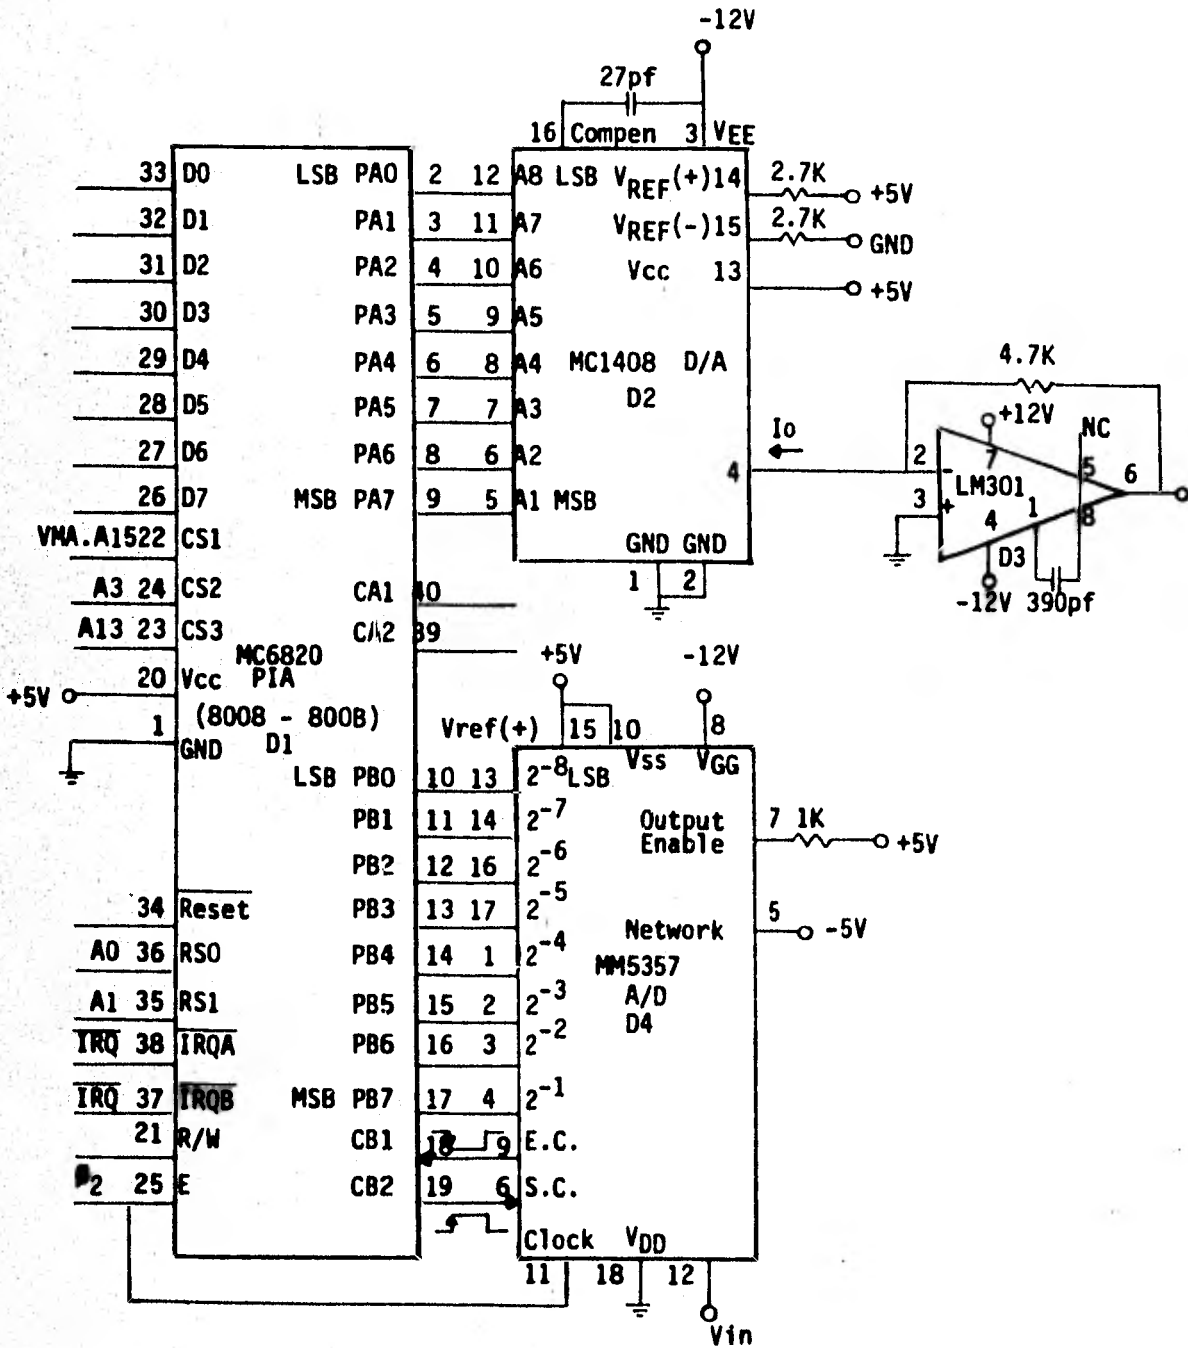 -12V
27pf
16 Compen 3 VEE
33 D0 LSB PA0 2 12 A8 LSB VREF(+)14 2.7K +5V
32 D1 PA1 3 11 A7 VREF(-)15 2.7K GND
31 D2 PA2 4 10 A6 Vcc 13 +5V
30 D3 PA3 5 9 A5
29 D4 PA4 6 8 A4 MC1408 D/A
28 D5 PA5 7 7 A3 D2
27 D6 PA6 8 6 A2
26 D7 MSB PA7 9 5 A1 MSB
4 Io
4.7K
+12V NC
2 - 7 5 6
3 + LM301
4 1 8
D3
-12V 390pf
GND GND
1 2
VMA.A15 22 CS1
A3 24 CS2 CA1 40
A13 23 CS3 CA2 39
MC6820
+5V 20 Vcc PIA
(8008 - 800B)
1 GND D1
+5V -12V
Vref(+) 15 10 8
Vss VGG
LSB PB0 10 13 2-8 LSB
PB1 11 14 2-7 Output Enable 7 1K +5V
PB2 12 16 2-6
34 Reset PB3 13 17 2-5
Network 5 -5V
A0 36 RS0 PB4 14 1 2-4
MM5357
A/D
D4
A1 35 RS1 PB5 15 2 2-3
IRQ 38 IRQA PB6 16 3 2-2
IRQ 37 IRQB MSB PB7 17 4 2-1
21 R/W CB1 18 9 E.C.
2 25 E CB2 19 6 S.C.
Clock VDD
11 18 12
Vin